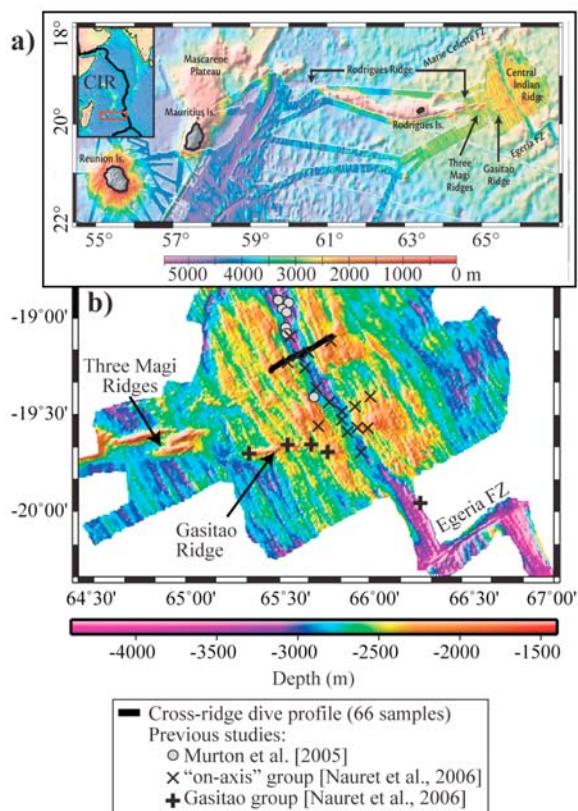 a)
18°
19°
20°
21°
22°
CIR
Reunion Is.
Mascarene
Plateau
Mauritius Is.
Rodrigues Ridge
Marie Celeste FZ
Rodrigues Is.
Central
Indian
Ridge
Three
Magi
Ridges
Gasitao
Ridge
Egeria FZ
55° 57° 59° 61° 63° 65°
5000 4000 3000 2000 1000 0 m
b)
-19°00'
-19°30'
-20°00'
Three Magi
Ridges
Gasitao
Ridge
Egeria FZ
64°30' 65°00' 65°30' 66°00' 66°30' 67°00'
-4000 -3500 -3000 -2500 -2000 -1500
Depth (m)
Cross-ridge dive profile (66 samples)
Previous studies:
Murton et al. [2005]
"on-axis" group [Nauret et al., 2006]
Gasitao group [Nauret et al., 2006]